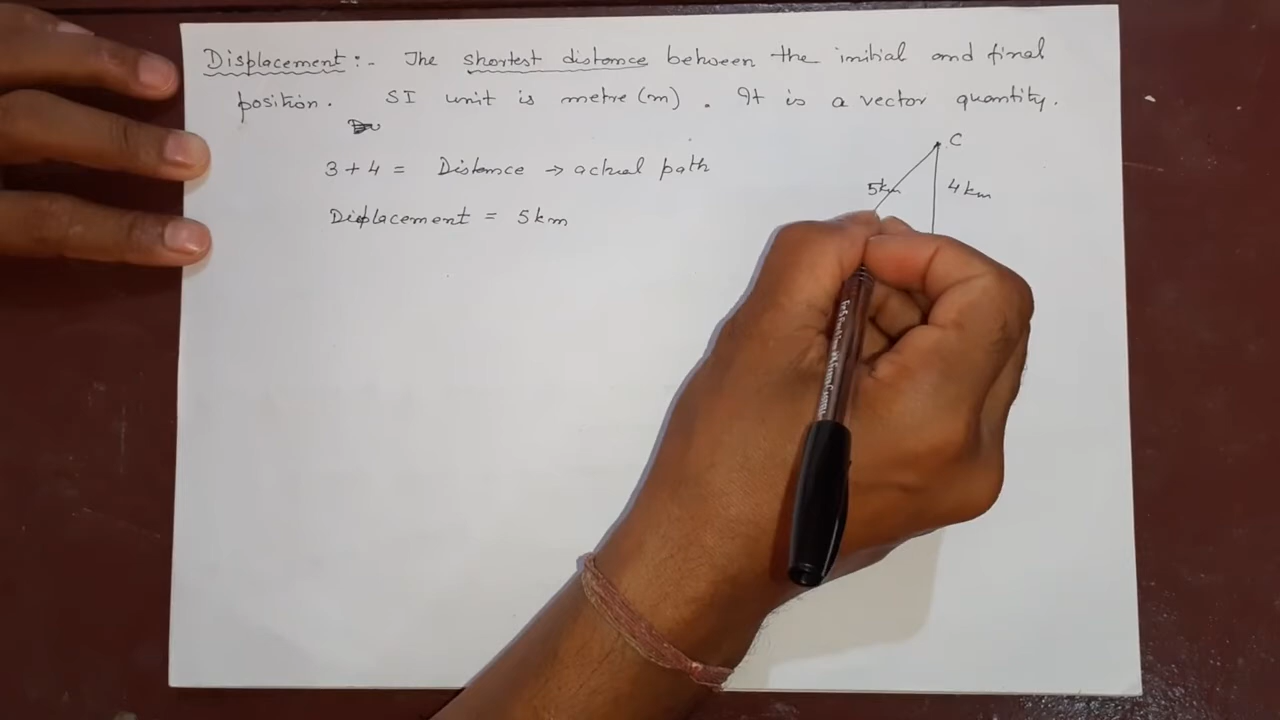 Displacement :- The shortest distance between the initial and final
position. SI unit is metre (m). It is a vector quantity.
3 + 4 = Distance → actual path
Displacement = 5 km
C
5km
4 km